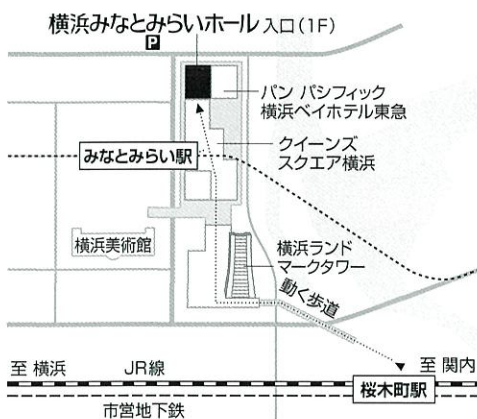 横浜みなとみらいホール 入口(1F)
P
パン パシフィック
横浜ベイホテル東急
クイーンズ
スクエア横浜
みなとみらい駅
横浜美術館
横浜ランド
マークタワー
動く歩道
至 横浜
JR線
至 関内
桜木町駅
市営地下鉄